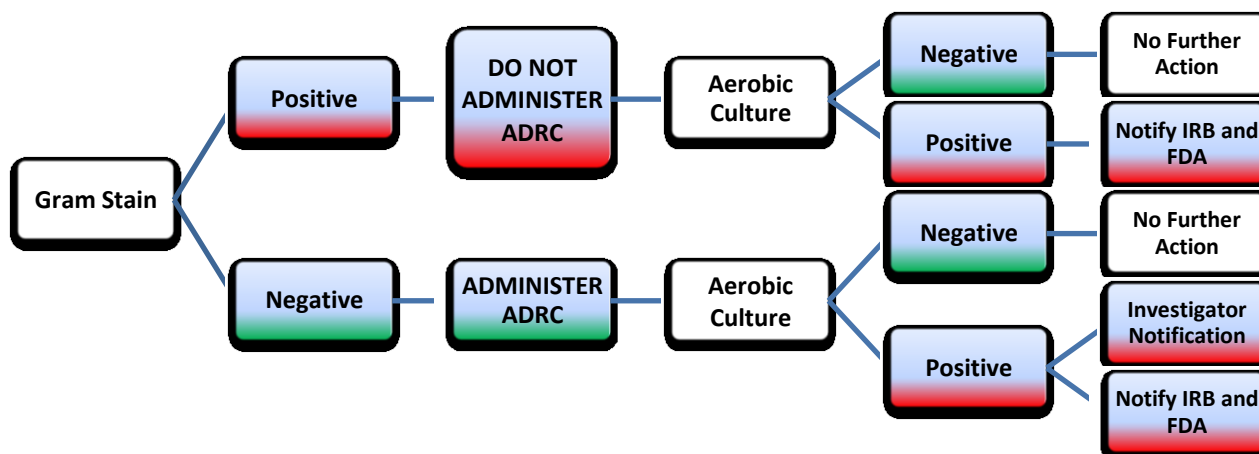 Gram Stain
Positive
DO NOT
ADMINISTER
ADRC
Aerobic
Culture
Negative
No Further
Action
Positive
Notify IRB and
FDA
Negative
ADMINISTER
ADRC
Aerobic
Culture
Negative
No Further
Action
Positive
Investigator
Notification
Notify IRB and
FDA